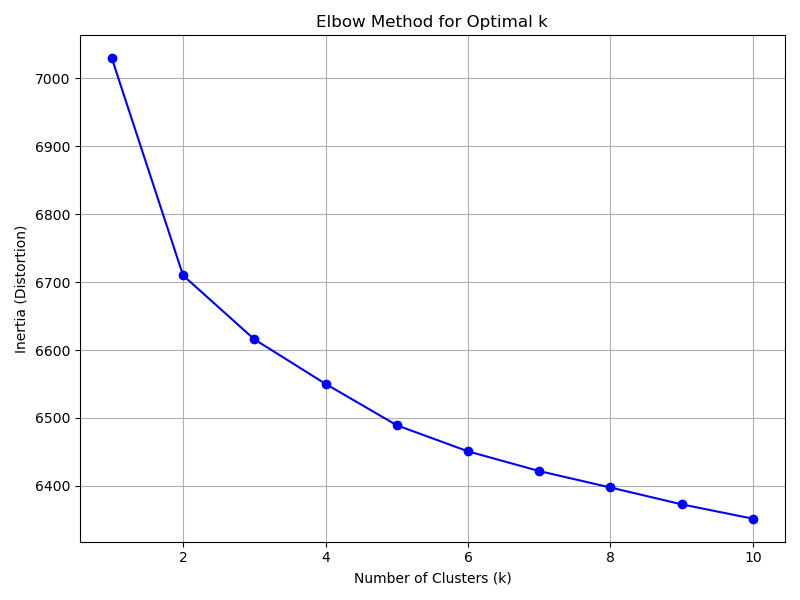 Elbow Method for Optimal k
Inertia (Distortion)
7000
6900
6800
6700
6600
6500
6400
2 4 6 8 10
Number of Clusters (k)